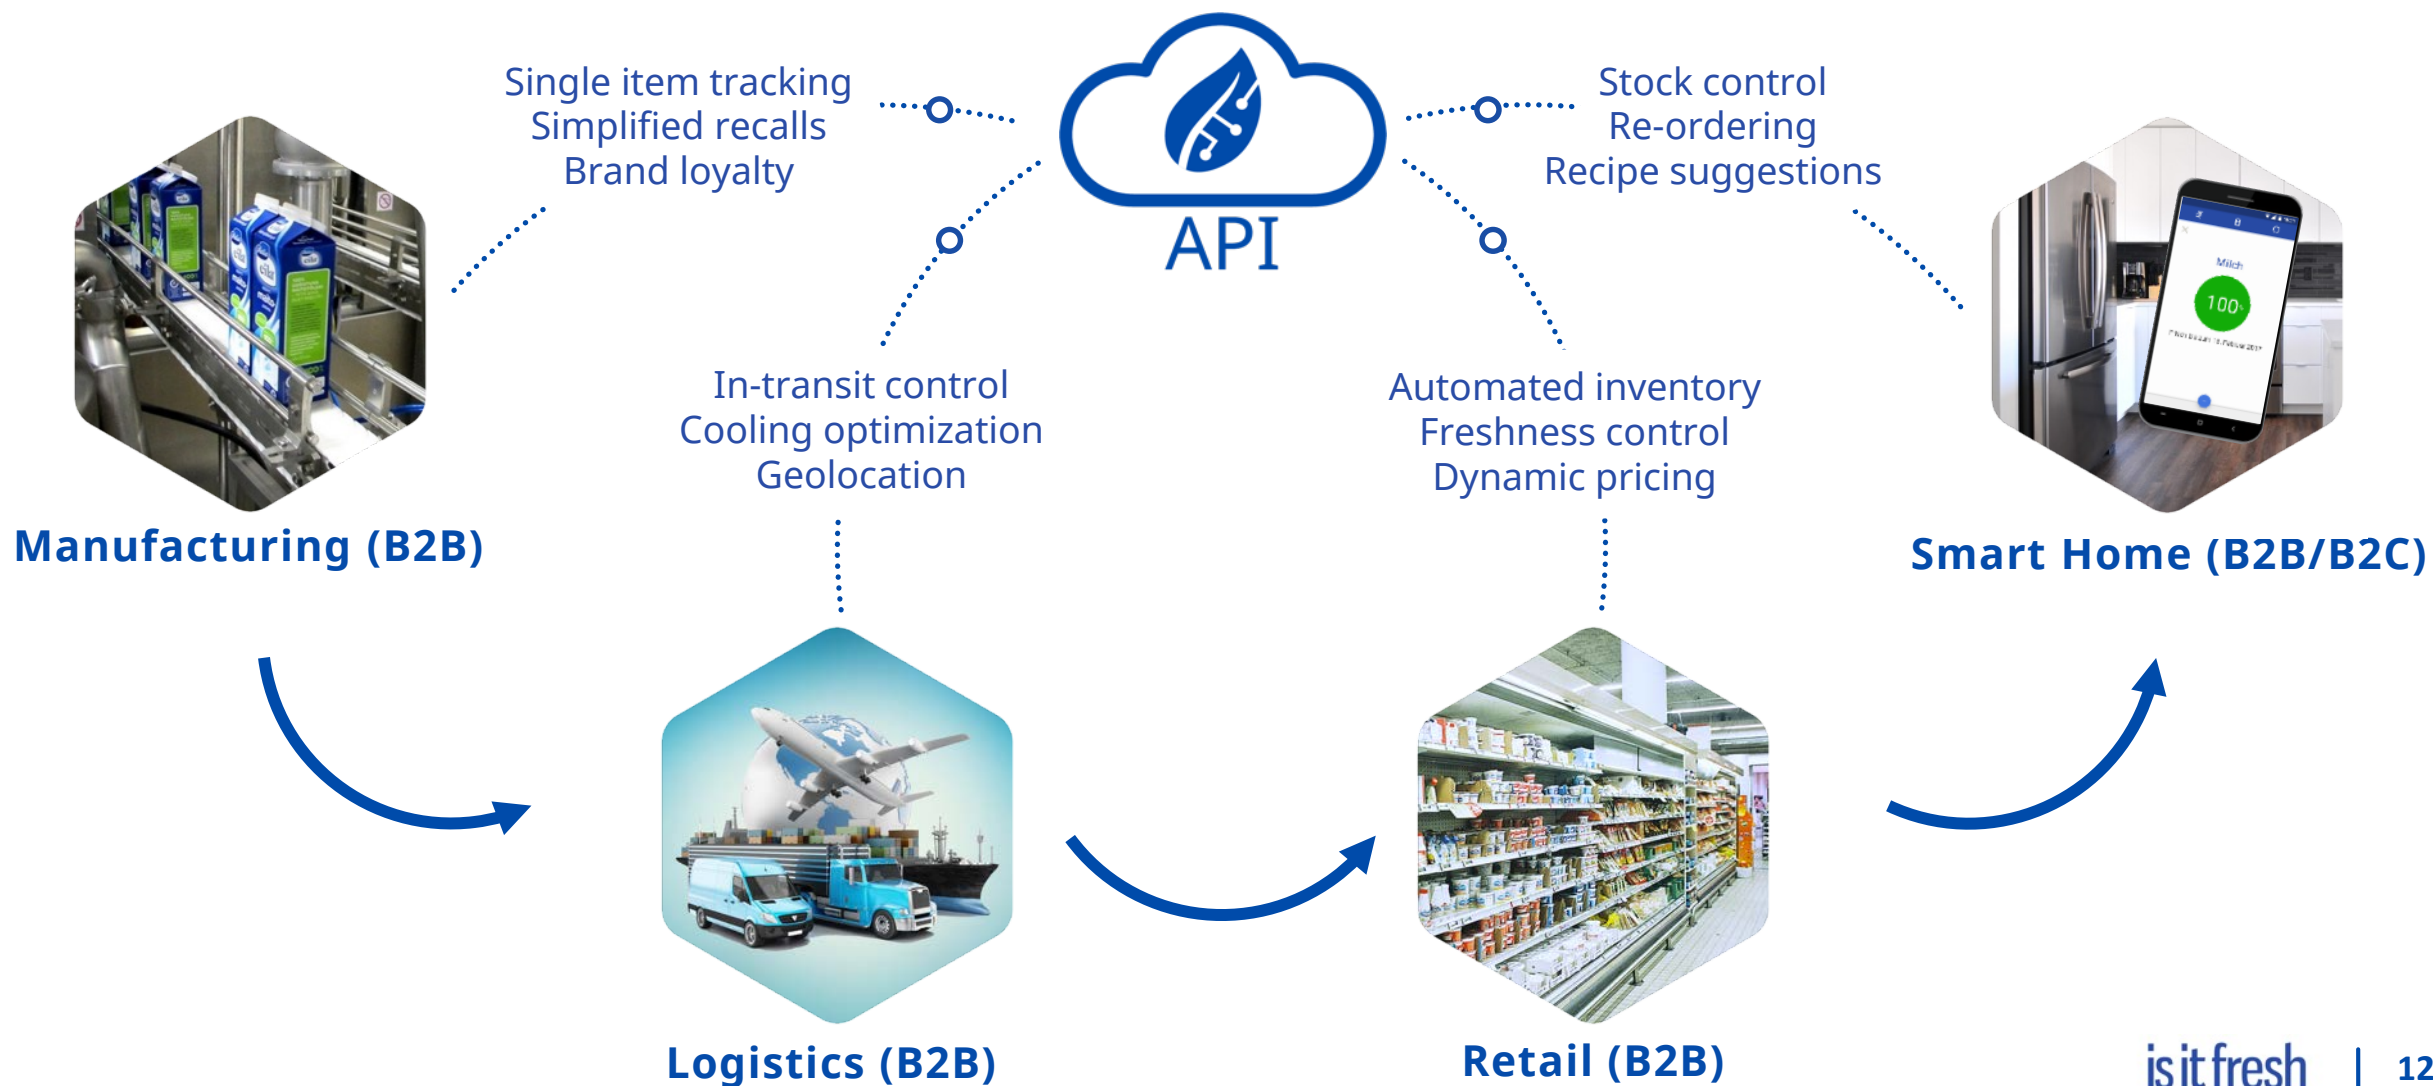 Single item tracking
Simplified recalls
Brand loyalty
API
Stock control
Re-ordering
Recipe suggestions
Milch
100
In-transit control
Cooling optimization
Geolocation
Automated inventory
Freshness control
Dynamic pricing
Manufacturing (B2B)
Smart Home (B2B/B2C)
Logistics (B2B)
Retail (B2B)
is it fresh | 12